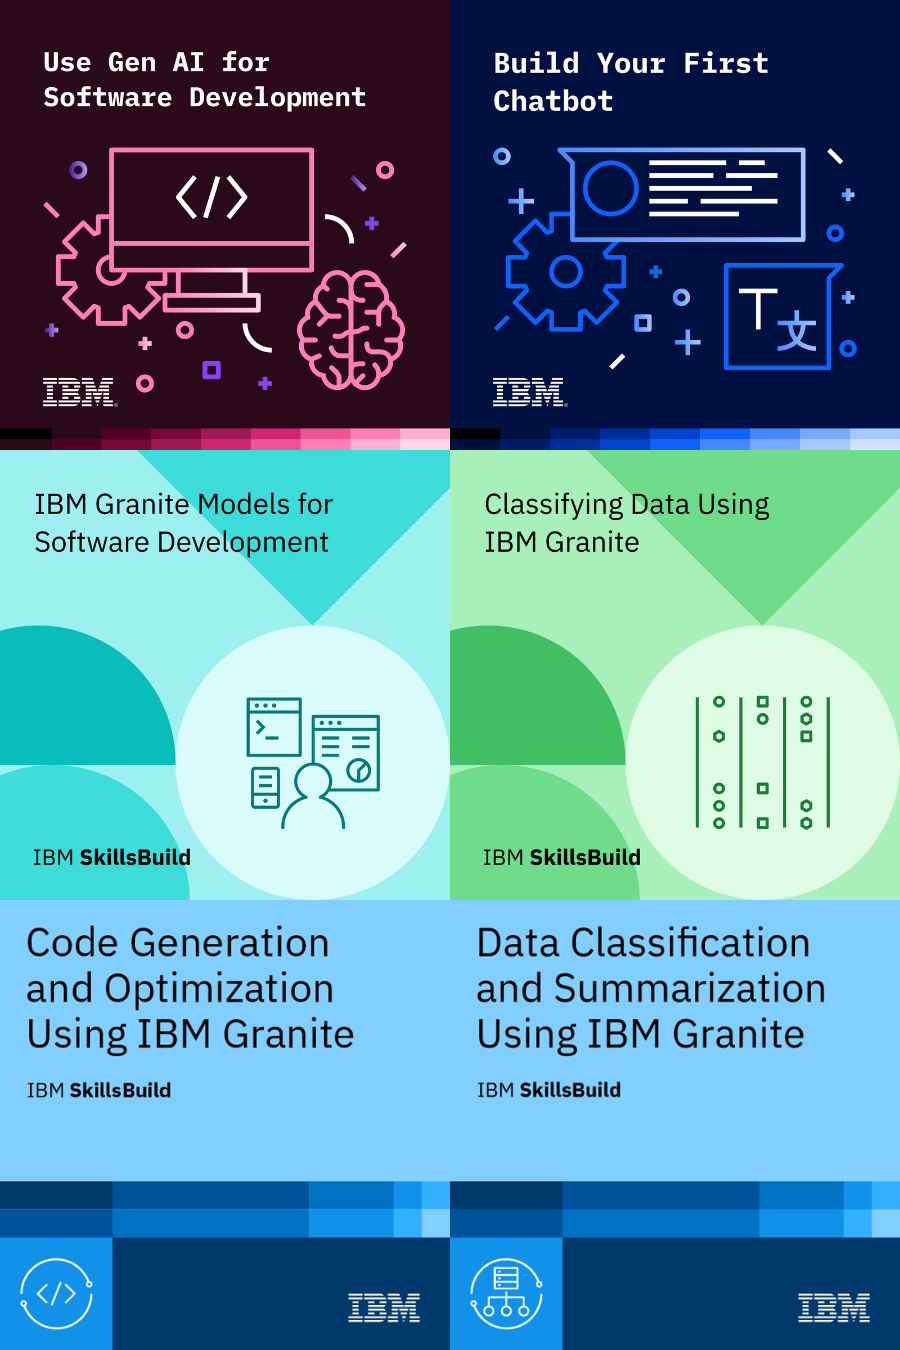 Use Gen AI for
Software Development
</>
IBM
Build Your First
Chatbot
T文
IBM
IBM Granite Models for
Software Development
>_
IBM SkillsBuild
Classifying Data Using
IBM Granite
IBM SkillsBuild
Code Generation
and Optimization
Using IBM Granite
IBM SkillsBuild
</>
IBM
Data Classification
and Summarization
Using IBM Granite
IBM SkillsBuild
IBM